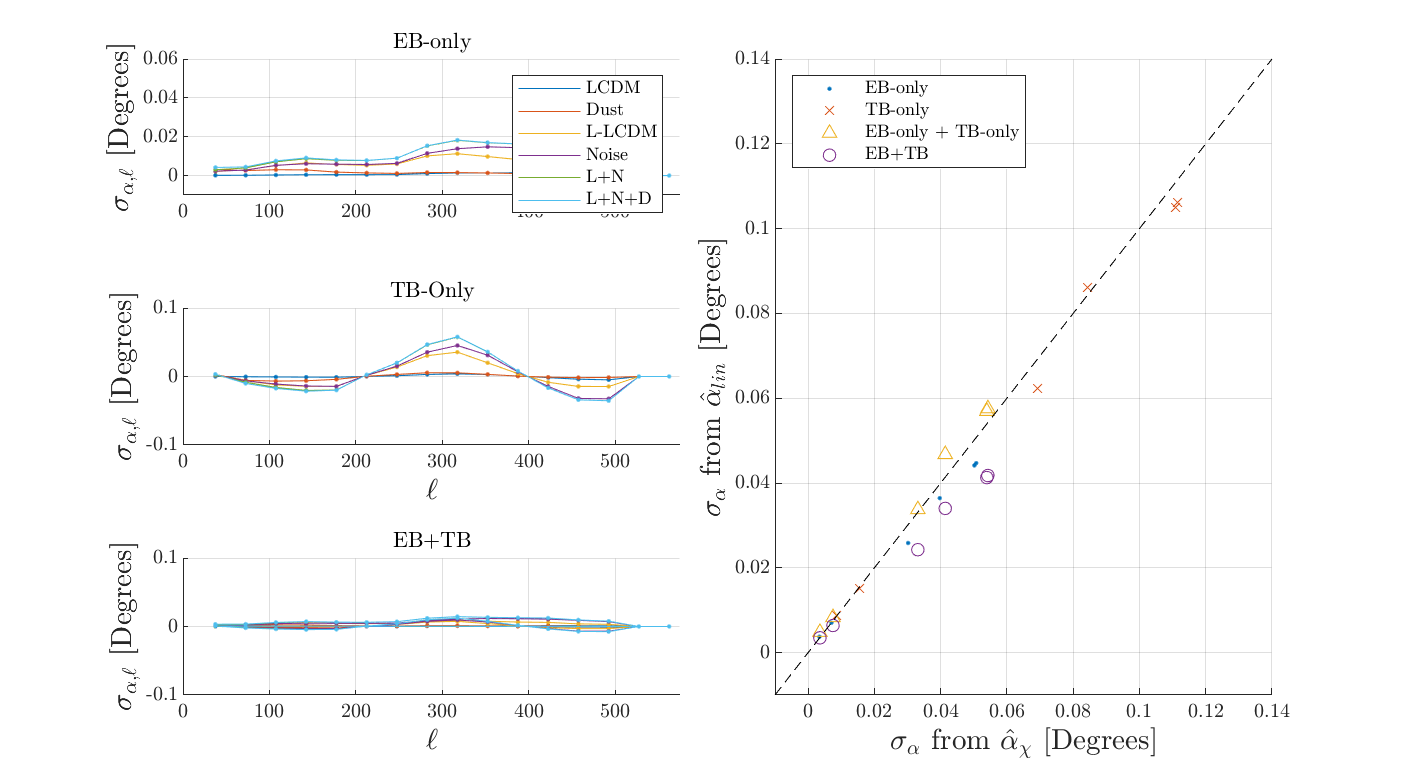 EB-only
σ_{α,ℓ} [Degrees]
0.06
0.04
0.02
0
0 100 200 300 400 500
LCDM
Dust
L-LCDM
Noise
L+N
L+N+D
TB-Only
σ_{α,ℓ} [Degrees]
0.1
0
-0.1
0 100 200 300 400 500
ℓ
EB+TB
σ_{α,ℓ} [Degrees]
0.1
0
-0.1
0 100 200 300 400 500
ℓ
σ_α from α̂_{lin} [Degrees]
0.14
0.12
0.1
0.08
0.06
0.04
0.02
0
EB-only
TB-only
EB-only + TB-only
EB+TB
0 0.02 0.04 0.06 0.08 0.1 0.12 0.14
σ_α from α̂_χ [Degrees]